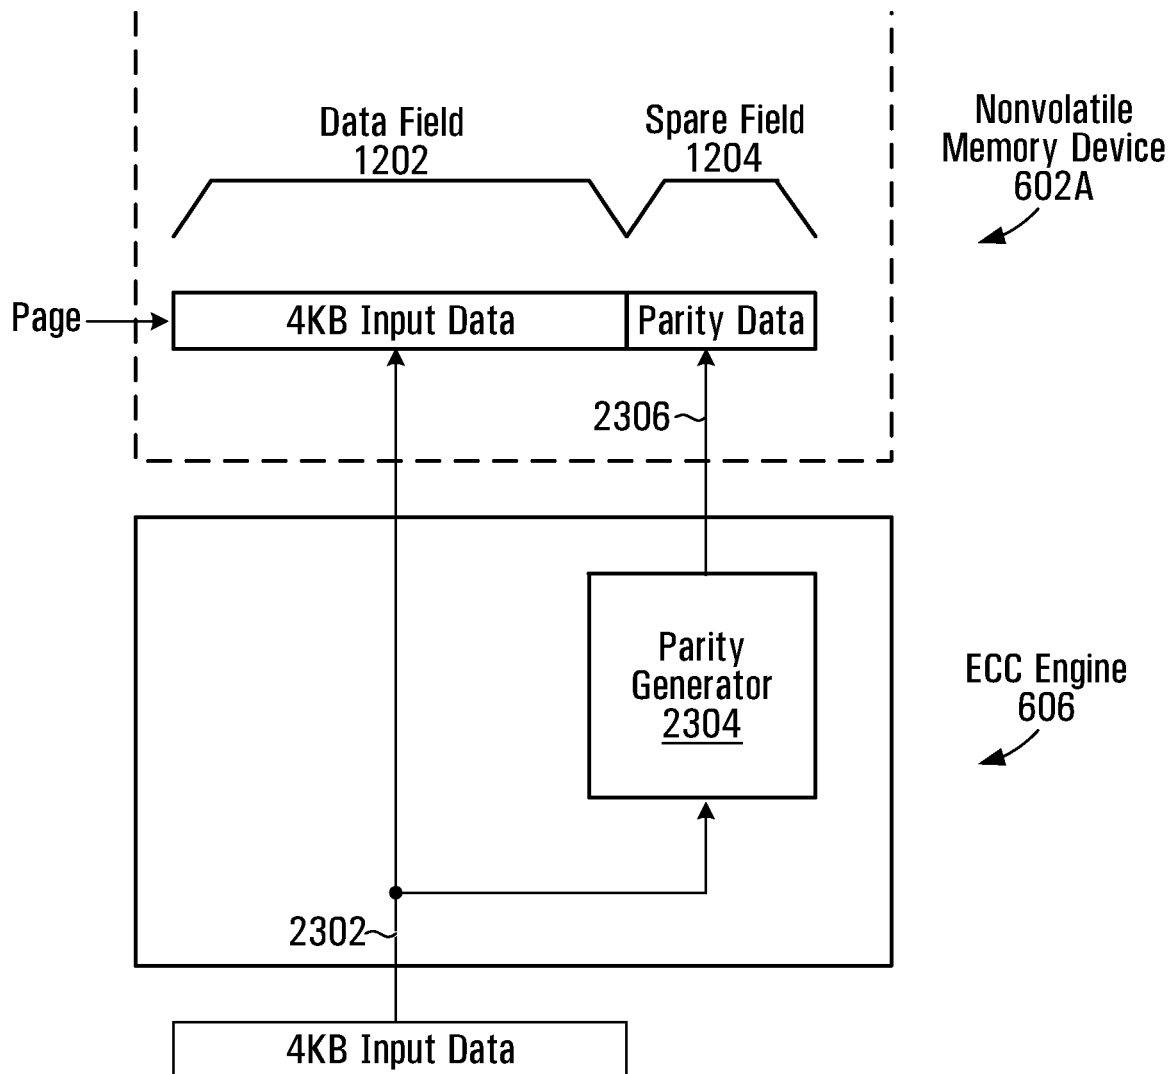 Data Field
1202
Spare Field
1204
Nonvolatile
Memory Device
602A
Page
4KB Input Data
Parity Data
2306
Parity
Generator
2304
ECC Engine
606
2302
4KB Input Data